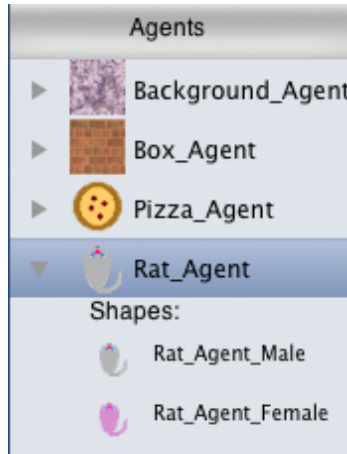 Agents
Background_Agent
Box_Agent
Pizza_Agent
Rat_Agent
Shapes:
Rat_Agent_Male
Rat_Agent_Female